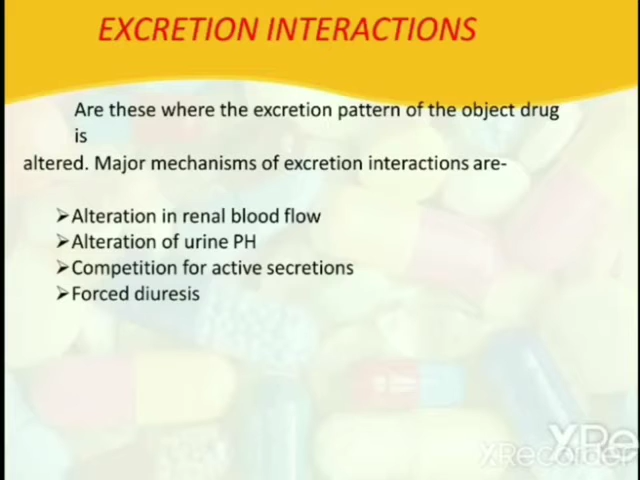 EXCRETION INTERACTIONS
Are these where the excretion pattern of the object drug
is
altered. Major mechanisms of excretion interactions are-
➢Alteration in renal blood flow
➢Alteration of urine PH
➢Competition for active secretions
➢Forced diuresis
XRe
XRecorder